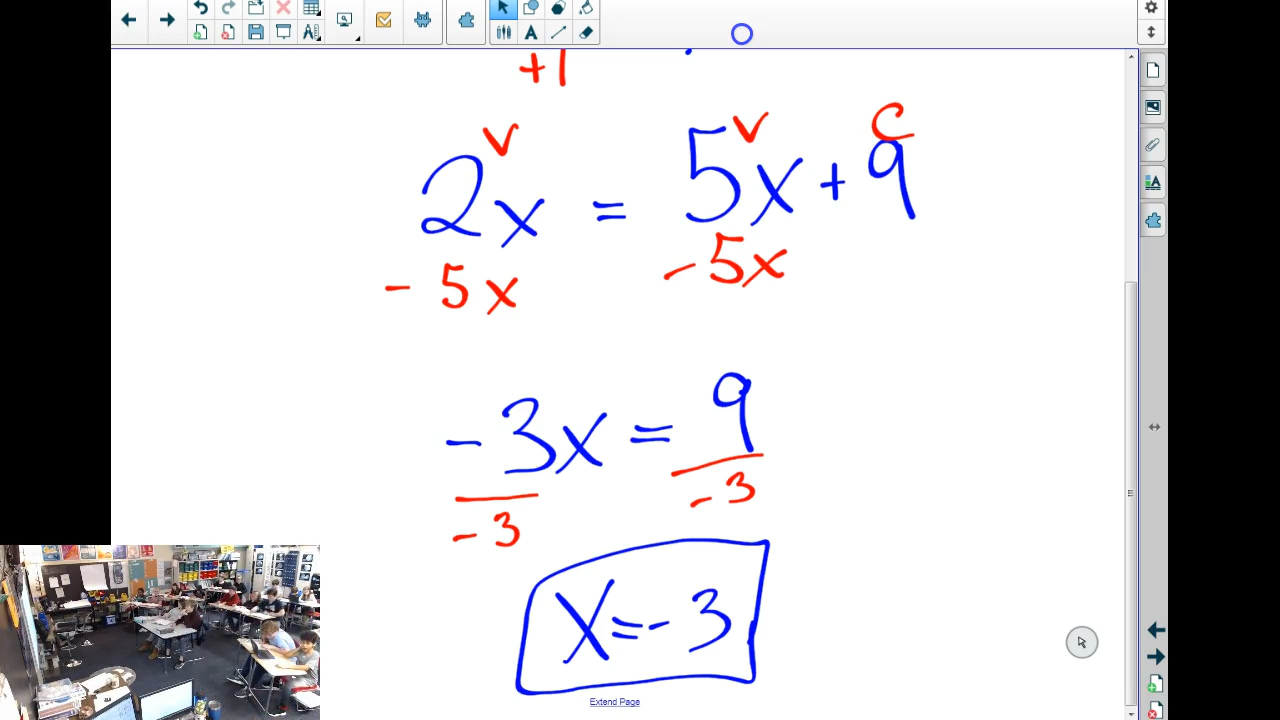 +1
v v c
2x = 5x + 9
- 5x - 5x
- 3x = 9
- 3 - 3
x = - 3
Extend Page